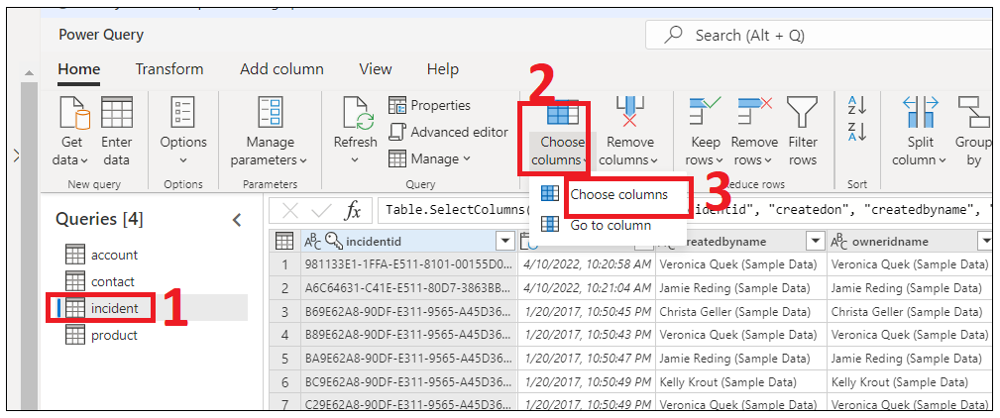 Power Query
Search (Alt + Q)
Home Transform Add column View Help
2
Get data
Enter data
Options
Manage parameters
Refresh
Properties
Advanced editor
Manage
Choose columns
Remove columns
Keep rows
Remove rows
Filter rows
Split column
Group by
New query
Options
Parameters
Query
Reduce rows
Sort
Choose columns
3
Go to column
Queries [4]
account
contact
incident
1
product
fx
Table.SelectColumns(
"createdon", "createdbyname", "
incidentid
createdbyname
owneridname
1 981133E1-1FFA-E511-8101-00155D0... 4/10/2022, 10:20:58 AM Veronica Quek (Sample Data) Veronica Quek (Sample Data)
2 A6C64631-C41E-E511-80D7-3863BB... 4/10/2022, 10:21:04 AM Jamie Reding (Sample Data) Jamie Reding (Sample Data)
3 B69E62A8-90DF-E311-9565-A45D36... 1/20/2017, 10:50:45 PM Christa Geller (Sample Data) Christa Geller (Sample Data)
4 B89E62A8-90DF-E311-9565-A45D36... 1/20/2017, 10:50:43 PM Veronica Quek (Sample Data) Veronica Quek (Sample Data)
5 BA9E62A8-90DF-E311-9565-A45D36... 1/20/2017, 10:50:47 PM Jamie Reding (Sample Data) Jamie Reding (Sample Data)
6 BC9E62A8-90DF-E311-9565-A45D36... 1/20/2017, 10:50:49 PM Kelly Krout (Sample Data) Kelly Krout (Sample Data)
7 C29E62A8-90DF-E311-9565-A45D36... 1/20/2017, 10:50:49 PM Veronica Quek (Sample Data) Veronica Quek (Sample Data)